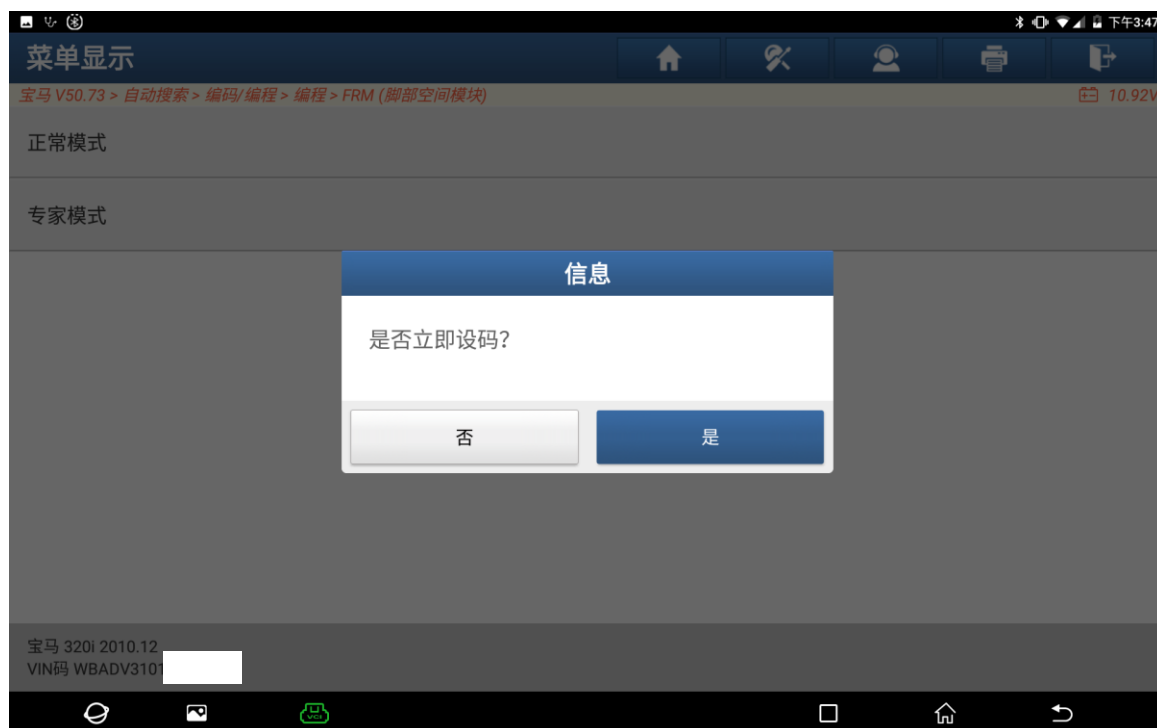 下午3:47
菜单显示
宝马 V50.73 > 自动搜索 > 编码/编程 > 编程 > FRM (脚部空间模块)
10.92V
正常模式
专家模式
信息
是否立即设码?
否
是
宝马 320i 2010.12
VIN码 WBADV3101
VCI